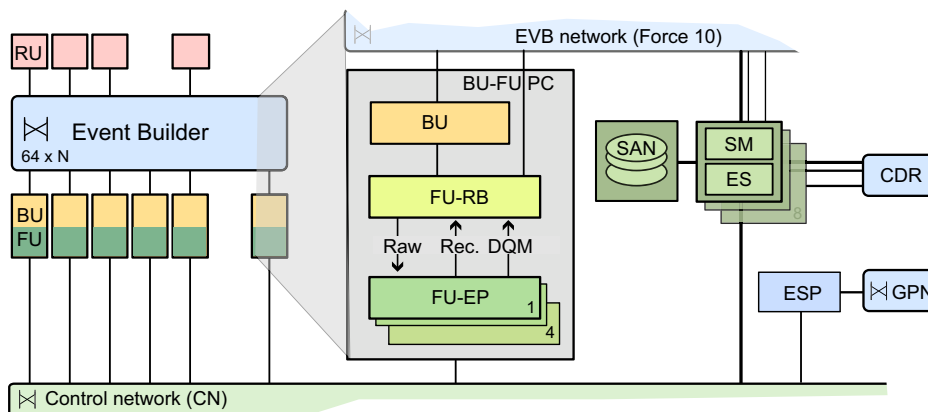 EVB network (Force 10)
RU
BU-FU PC
Event Builder
64 x N
BU
SAN
SM
ES
8
CDR
FU-RB
BU
FU
Raw
Rec.
DQM
FU-EP
1
4
ESP
GPN
Control network (CN)